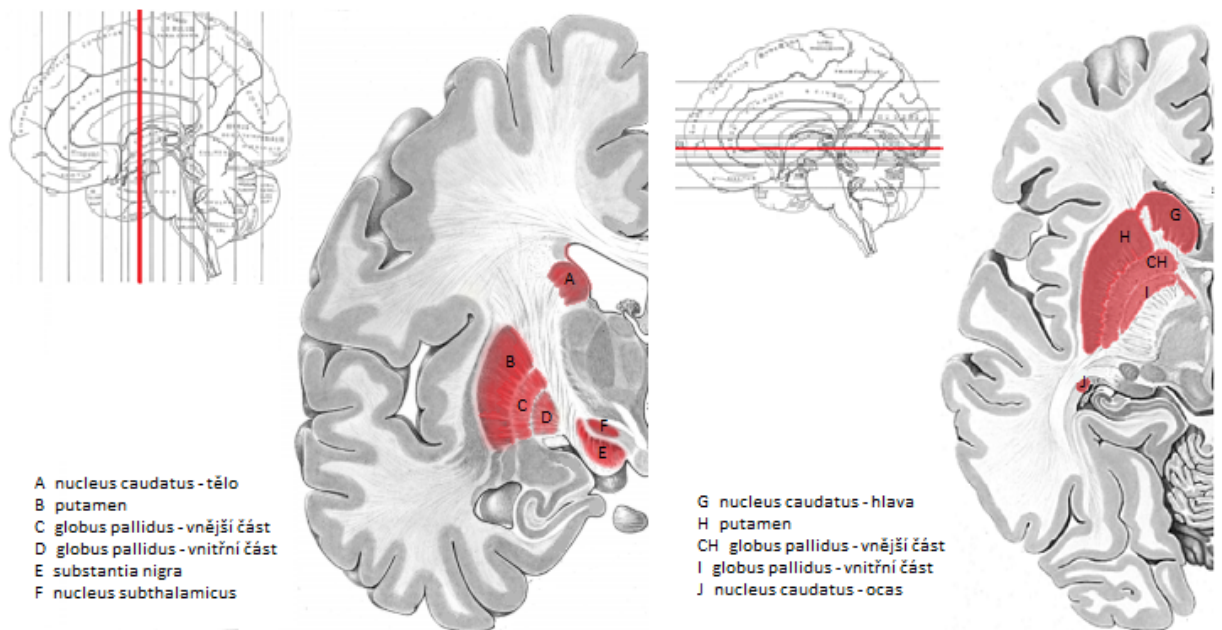 A
B
C
D
F
E
A nucleus caudatus - tělo
B putamen
C globus pallidus - vnější část
D globus pallidus - vnitřní část
E substantia nigra
F nucleus subthalamicus
G
H
CH
I
J
G nucleus caudatus - hlava
H putamen
CH globus pallidus - vnější část
I globus pallidus - vnitřní část
J nucleus caudatus - ocas